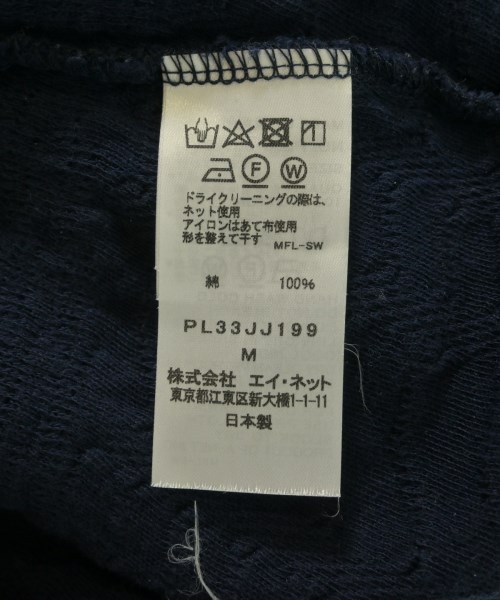 F W
ドライクリーニングの際は、
ネット使用
アイロンはあて布使用
形を整えて干す MFL-SW
綿 100%
PL33JJ199
M
株式会社 エイ・ネット
東京都江東区新大橋1-1-11
日本製